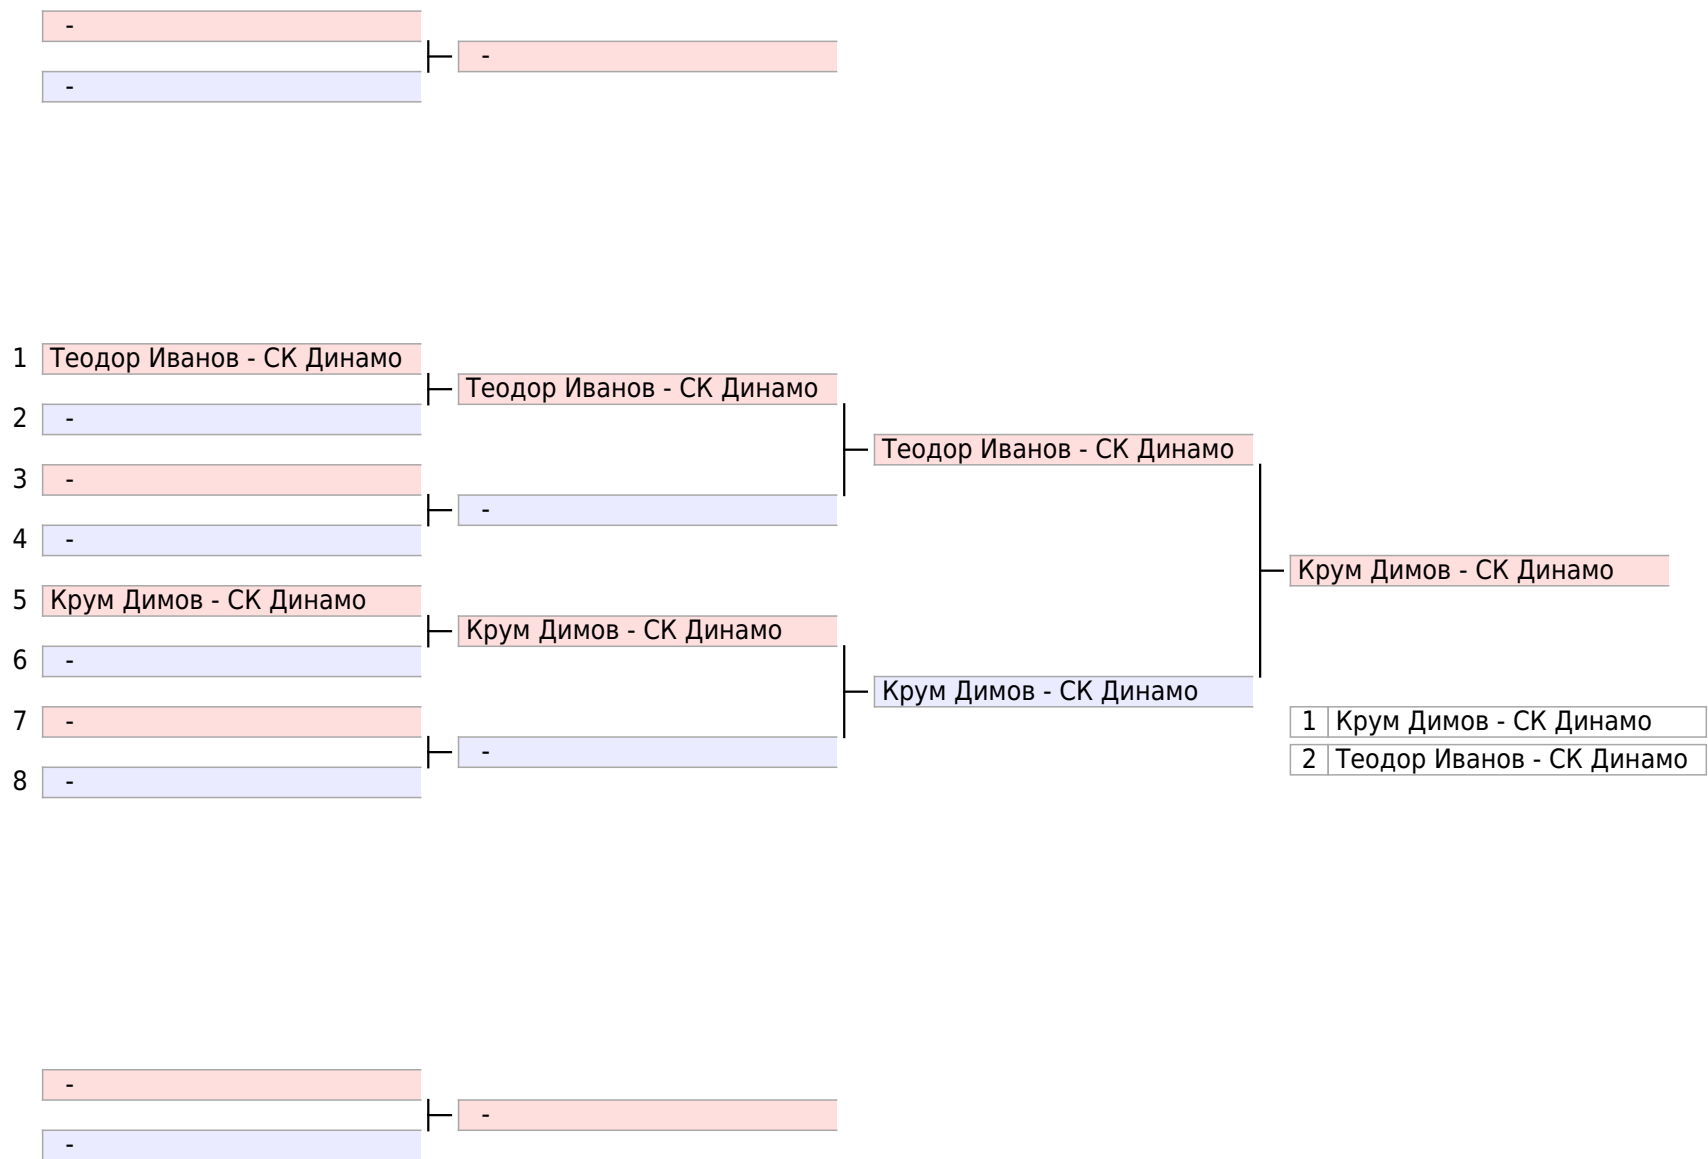 -
-
-
1 Теодор Иванов - СК Динамо
Теодор Иванов - СК Динамо
2 -
Теодор Иванов - СК Динамо
3 -
-
4 -
Крум Димов - СК Динамо
5 Крум Димов - СК Динамо
Крум Димов - СК Динамо
6 -
Крум Димов - СК Динамо
7 -
1 Крум Димов - СК Динамо
-
2 Теодор Иванов - СК Динамо
8 -
-
-
-